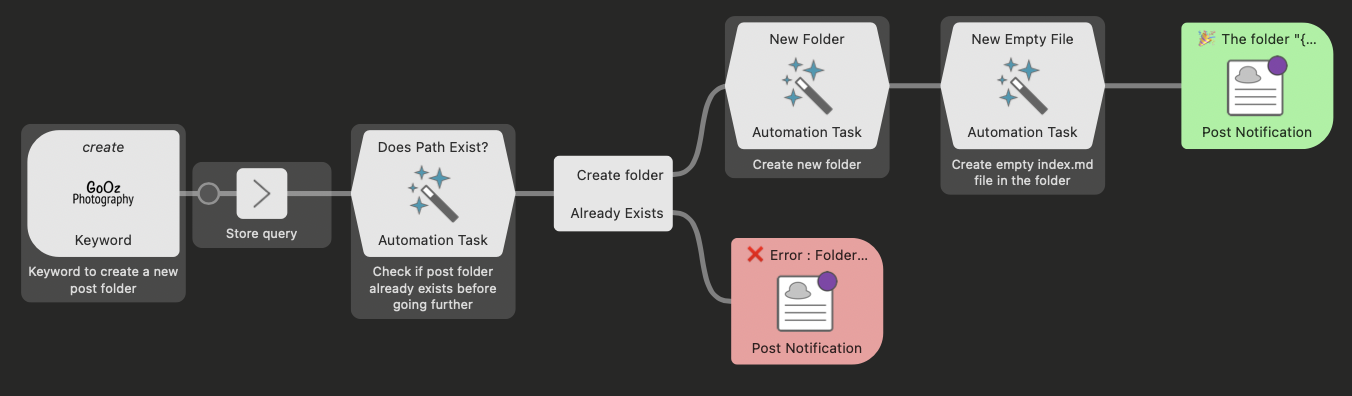 create
GoOz
Photography
Keyword
Keyword to create a new
post folder
Store query
Does Path Exist?
Automation Task
Check if post folder
already exists before
going further
Create folder
Already Exists
New Folder
Automation Task
Create new folder
New Empty File
Automation Task
Create empty index.md
file in the folder
🎉 The folder "{...
Post Notification
❌ Error : Folder...
Post Notification